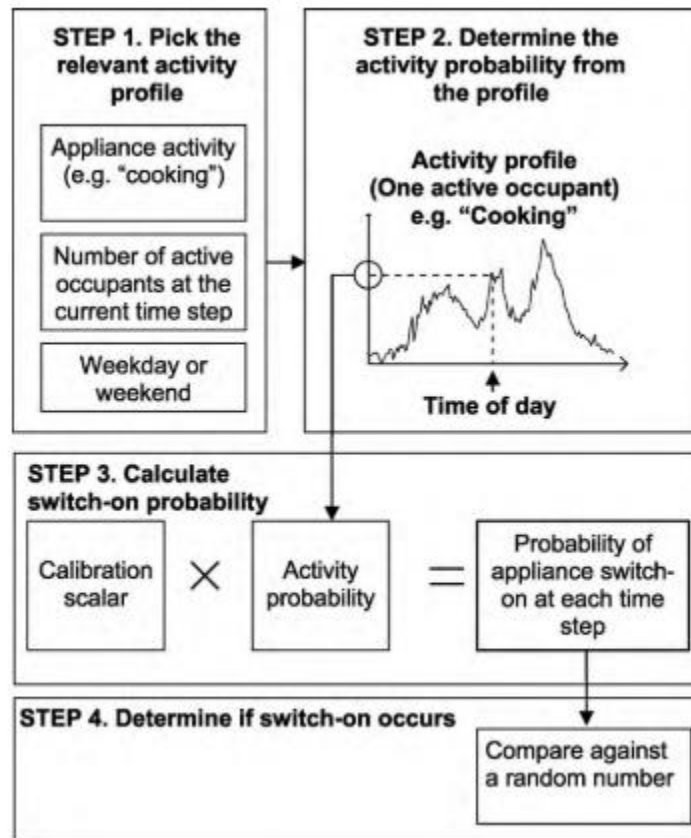 STEP 1. Pick the
relevant activity
profile
Appliance activity
(e.g. “cooking”)
Number of active
occupants at the
current time step
Weekday or
weekend
STEP 2. Determine the
activity probability from
the profile
Activity profile
(One active occupant)
e.g. “Cooking”
Time of day
STEP 3. Calculate
switch-on probability
Calibration
scalar
×
Activity
probability
=
Probability of
appliance switch-
on at each time
step
STEP 4. Determine if switch-on occurs
Compare against
a random number